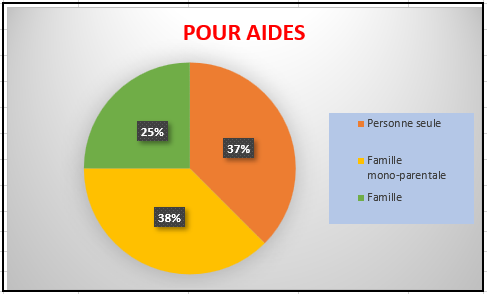 POUR AIDES
25%
37%
38%
Personne seule
Famille
mono-parentale
Famille